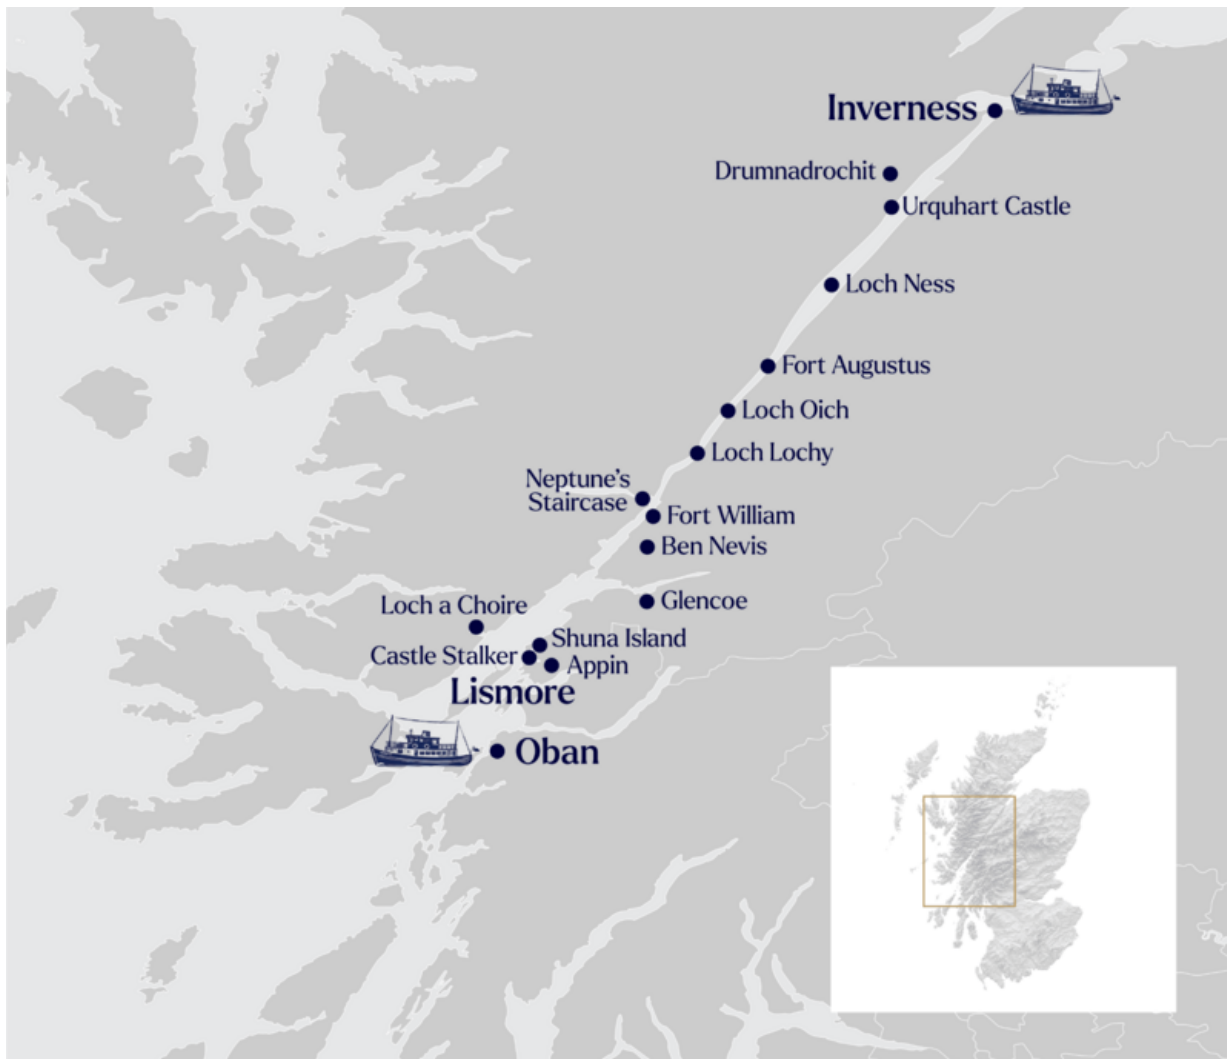 Inverness
Drumnadrochit
Urquhart Castle
Loch Ness
Fort Augustus
Loch Oich
Loch Lochy
Neptune's
Staircase
Fort William
Ben Nevis
Glencoe
Loch a Choire
Shuna Island
Castle Stalker
Appin
Lismore
Oban